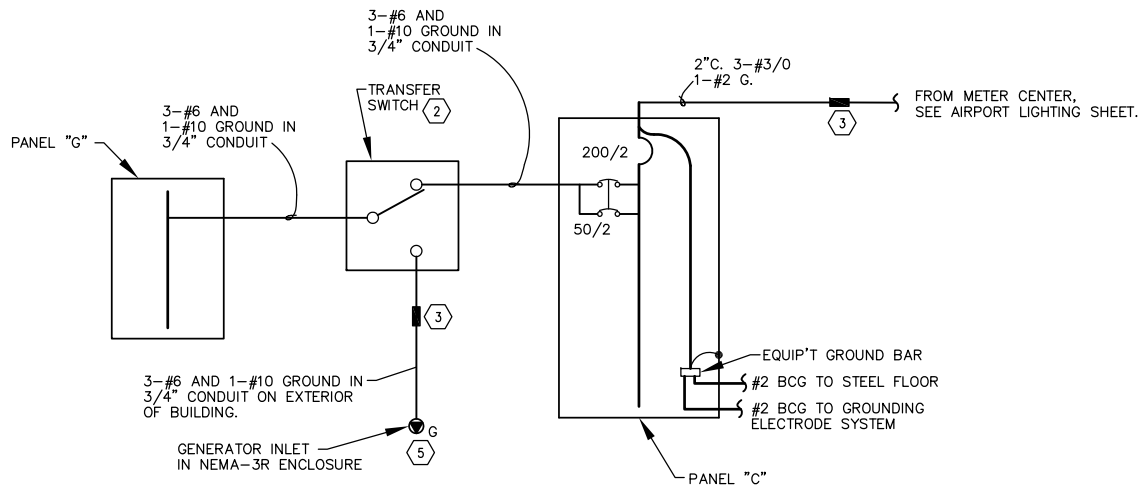 3-#6 AND
1-#10 GROUND IN
3/4" CONDUIT
2"C. 3-#3/0
1-#2 G.
FROM METER CENTER,
SEE AIRPORT LIGHTING SHEET.
3
TRANSFER
SWITCH
2
3-#6 AND
1-#10 GROUND IN
3/4" CONDUIT
PANEL "G"
200/2
50/2
3
EQUIP'T GROUND BAR
#2 BCG TO STEEL FLOOR
#2 BCG TO GROUNDING
ELECTRODE SYSTEM
3-#6 AND 1-#10 GROUND IN
3/4" CONDUIT ON EXTERIOR
OF BUILDING.
G
5
GENERATOR INLET
IN NEMA-3R ENCLOSURE
PANEL "C"